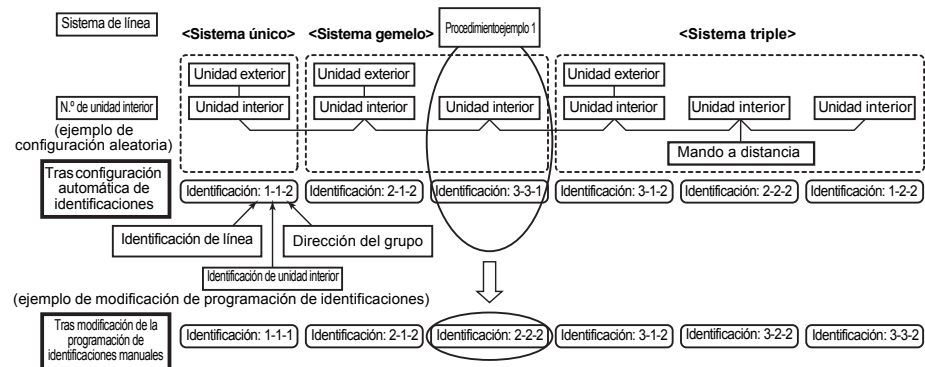 Sistema de línea
<Sistema único>
<Sistema gemelo>
Procedimientoejemplo 1
<Sistema triple>
Unidad exterior
Unidad exterior
Unidad exterior
N.º de unidad interior
Unidad interior
Unidad interior
Unidad interior
Unidad interior
Unidad interior
Unidad interior
(ejemplo de
configuración aleatoria)
Mando a distancia
Tras configuración
automática de
identificaciones
Identificación: 1-1-2
Identificación: 2-1-2
Identificación: 3-3-1
Identificación: 3-1-2
Identificación: 2-2-2
Identificación: 1-2-2
Identificación de línea
Dirección del grupo
Identificación de unidad interior
(ejemplo de modificación de programación de identificaciones)
Tras modificación de la
programación de
identificaciones manuales
Identificación: 1-1-1
Identificación: 2-1-2
Identificación: 2-2-2
Identificación: 3-1-2
Identificación: 3-2-2
Identificación: 3-3-2